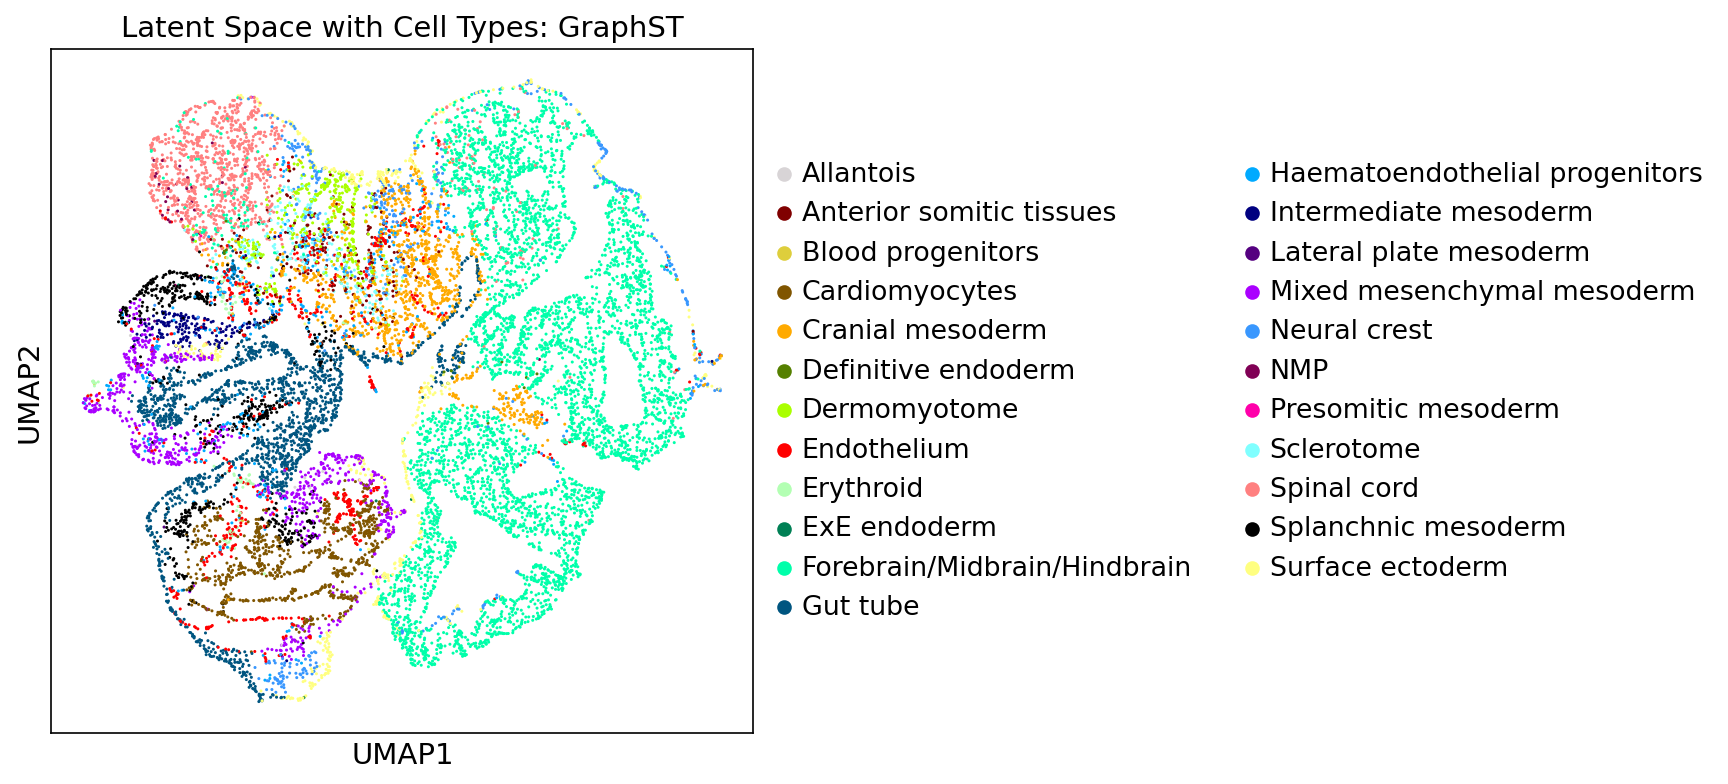 Latent Space with Cell Types: GraphST
UMAP2
UMAP1
Allantois
Anterior somitic tissues
Blood progenitors
Cardiomyocytes
Cranial mesoderm
Definitive endoderm
Dermomyotome
Endothelium
Erythroid
ExE endoderm
Forebrain/Midbrain/Hindbrain
Gut tube
Haematoendothelial progenitors
Intermediate mesoderm
Lateral plate mesoderm
Mixed mesenchymal mesoderm
Neural crest
NMP
Presomitic mesoderm
Sclerotome
Spinal cord
Splanchnic mesoderm
Surface ectoderm